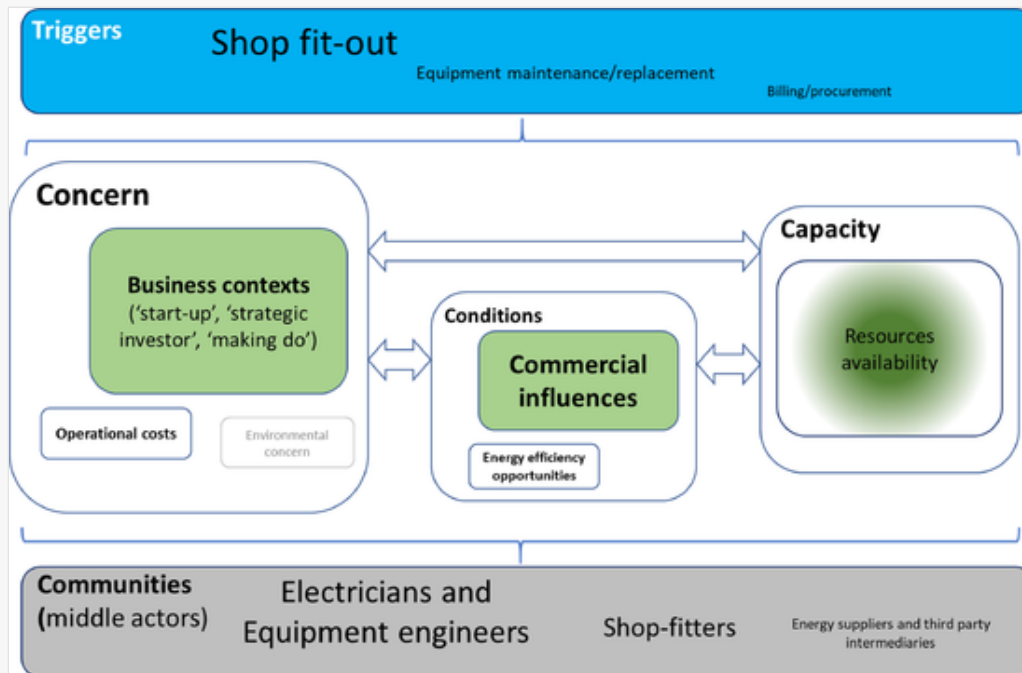 Triggers
Shop fit-out
Equipment maintenance/replacement
Billing/procurement
Concern
Business contexts
(‘start-up’, ‘strategic
investor’, ‘making do’)
Operational costs
Environmental
concern
Conditions
Commercial
influences
Energy efficiency
opportunities
Capacity
Resources
availability
Communities
(middle actors)
Electricians and
Equipment engineers
Shop-fitters
Energy suppliers and third party
intermediaries